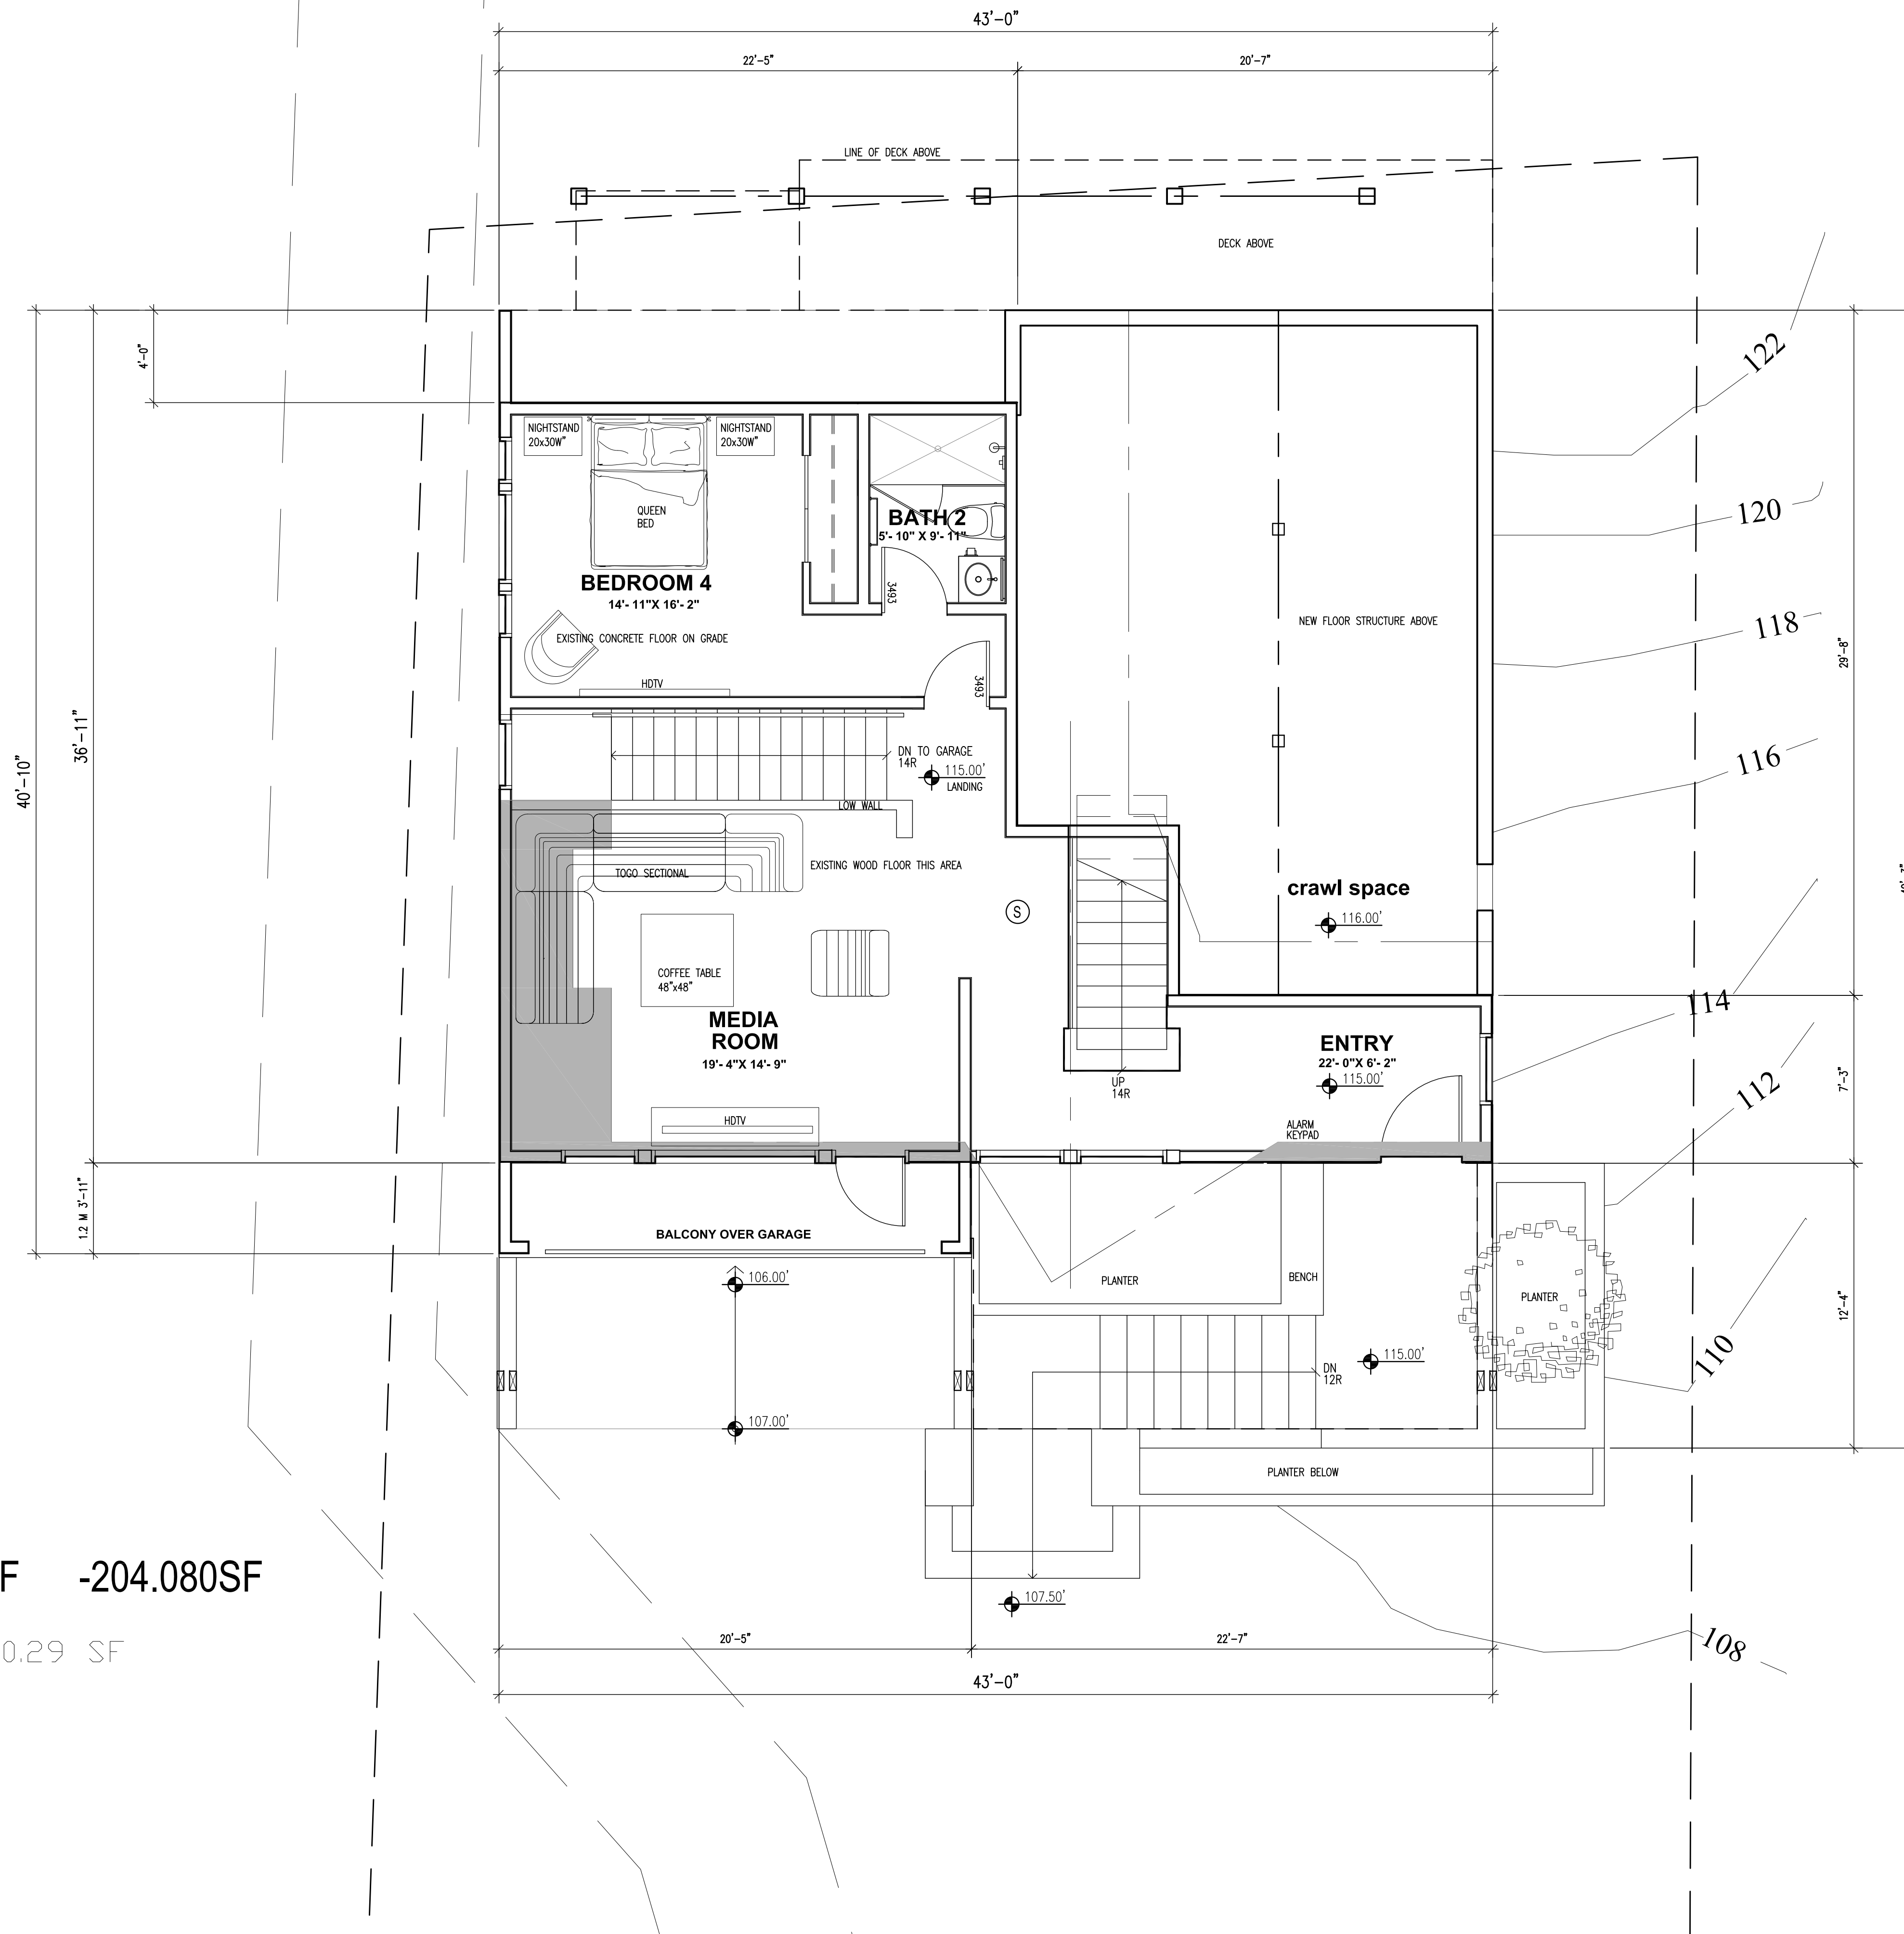 43'-0"
22'-5"
20'-7"
LINE OF DECK ABOVE
DECK ABOVE
4'-0"
40'-10"
36'-11"
1.2 M 3'-11"
NIGHTSTAND
20x30W"
NIGHTSTAND
20x30W"
QUEEN
BED
BEDROOM 4
14'- 11"X 16'- 2"
EXISTING CONCRETE FLOOR ON GRADE
HDTV
BATH 2
5'- 10" X 9'- 11"
3493
3493
NEW FLOOR STRUCTURE ABOVE
DN TO GARAGE
14R
115.00'
LANDING
LOW WALL
EXISTING WOOD FLOOR THIS AREA
TOGO SECTIONAL
S
COFFEE TABLE
48"x48"
MEDIA
ROOM
19'- 4"X 14'- 9"
HDTV
crawl space
116.00'
ENTRY
22'- 0"X 6'- 2"
115.00'
UP
14R
ALARM
KEYPAD
BALCONY OVER GARAGE
106.00'
107.00'
PLANTER
BENCH
PLANTER
DN
12R
115.00'
PLANTER BELOW
107.50'
122
120
118
116
114
112
110
108
29'-8"
7'-3"
12'-4"
F -204.080SF
0.29 SF
20'-5"
22'-7"
43'-0"